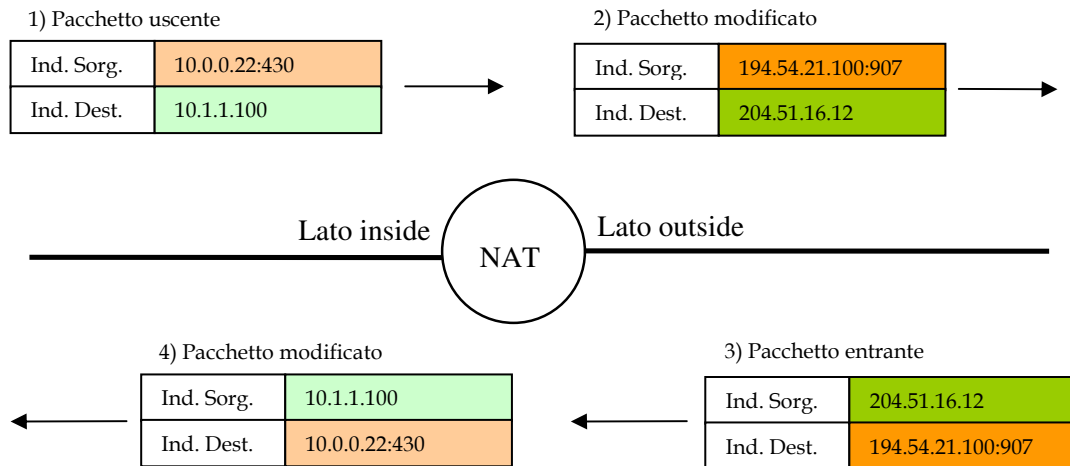 1) Pacchetto uscente
Ind. Sorg. 10.0.0.22:430
Ind. Dest. 10.1.1.100
2) Pacchetto modificato
Ind. Sorg. 194.54.21.100:907
Ind. Dest. 204.51.16.12
Lato inside
NAT
Lato outside
4) Pacchetto modificato
Ind. Sorg. 10.1.1.100
Ind. Dest. 10.0.0.22:430
3) Pacchetto entrante
Ind. Sorg. 204.51.16.12
Ind. Dest. 194.54.21.100:907